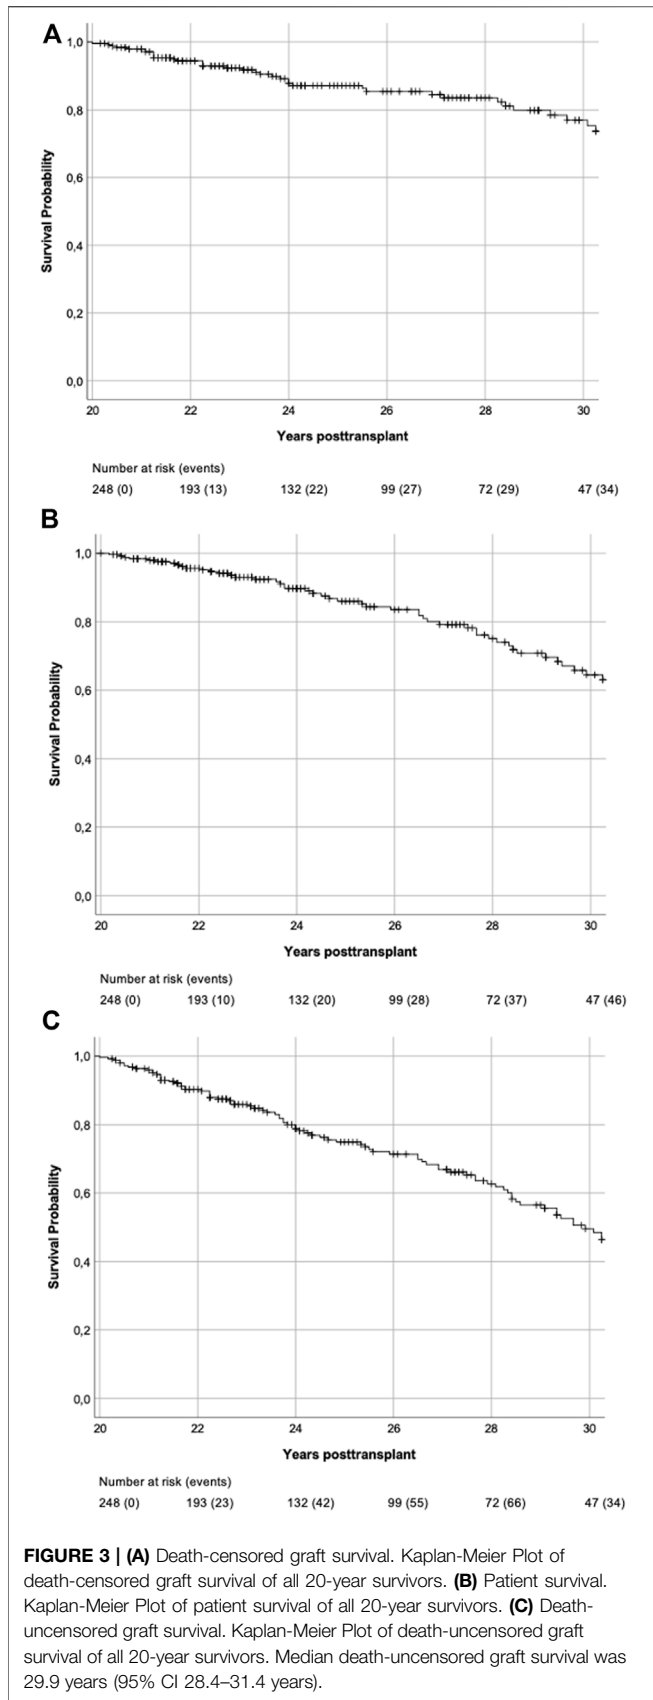 A
1,0
0,8
0,6
0,4
0,2
0,0
Survival Probability
20 22 24 26 28 30
Years posttransplant
Number at risk (events)
248 (0) 193 (13) 132 (22) 99 (27) 72 (29) 47 (34)
B
1,0
0,8
0,6
0,4
0,2
0,0
Survival Probability
20 22 24 26 28 30
Years posttransplant
Number at risk (events)
248 (0) 193 (10) 132 (20) 99 (28) 72 (37) 47 (46)
C
1,0
0,8
0,6
0,4
0,2
0,0
Survival Probability
20 22 24 26 28 30
Years posttransplant
Number at risk (events)
248 (0) 193 (23) 132 (42) 99 (55) 72 (66) 47 (34)
FIGURE 3 | (A) Death-censored graft survival. Kaplan-Meier Plot of
death-censored graft survival of all 20-year survivors. (B) Patient survival.
Kaplan-Meier Plot of patient survival of all 20-year survivors. (C) Death-
uncensored graft survival. Kaplan-Meier Plot of death-uncensored graft
survival of all 20-year survivors. Median death-uncensored graft survival was
29.9 years (95% CI 28.4–31.4 years).